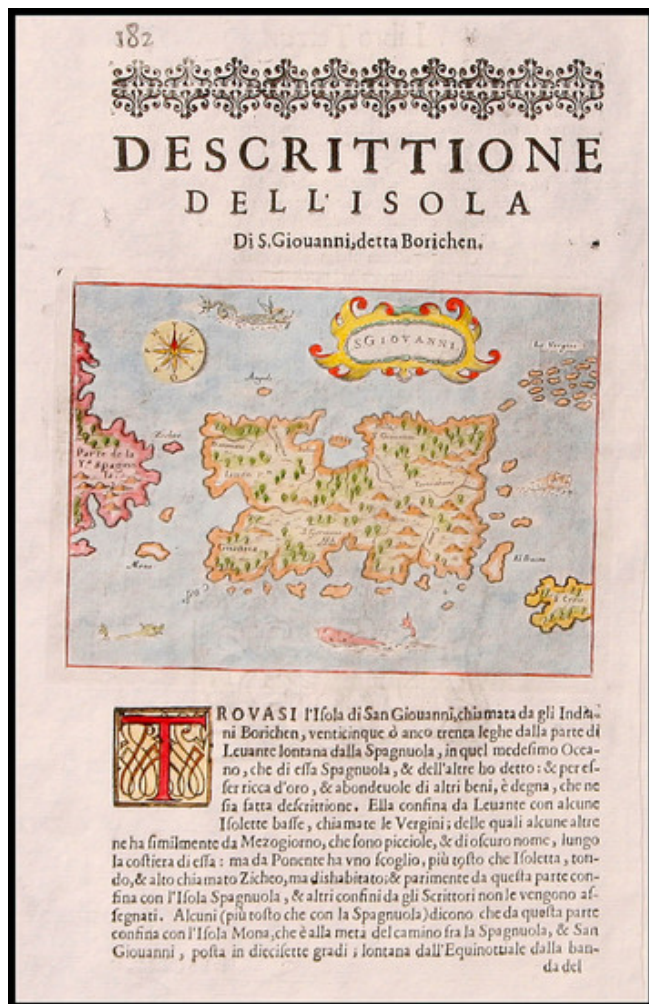 182
DESCRITTIONE
DELL'ISOLA
Di S. Giouanni, detta Borichen.
S. GIOVANNI.
Le Vergini
Zicheo
Parte de la
Spagno
la
Mona
S. Giovanni
S. Croce
TROVASI l'Isola di San Giouanni, chiamata da gli India-
ni Borichen, venticinque ò anco trenta leghe dalla parte di
Leuante lontana dalla Spagnuola, in quel medesimo Ocea-
no, che di essa Spagnuola, & dell'altre ho detto: & per es-
ser ricca d'oro, & abondeuole di altri beni, è degna, che ne
sia fatta descrittione. Ella confina da Leuante con alcune
Isolette basse, chiamate le Vergini; delle quali alcune altre
ne ha similmente da Mezogiorno, che sono picciole, & di oscuro nome, lungo
la costiera di essa: ma da Ponente ha vno scoglio, più tosto che Isoletta, ton-
do, & alto chiamato Zicheo, ma dishabitato: & parimente da questa parte con-
fina con l'Isola Spagnuola, & altri confini da gli Scrittori non le vengono as-
segnati. Alcuni (più tosto che con la Spagnuola) dicono che da questa parte
confina con l'Isola Mona, che è alla metà del camino fra la Spagnuola, & San
Giouanni, posta in diecisette gradi; lontana dall'Equinottiale dalla ban-
da del